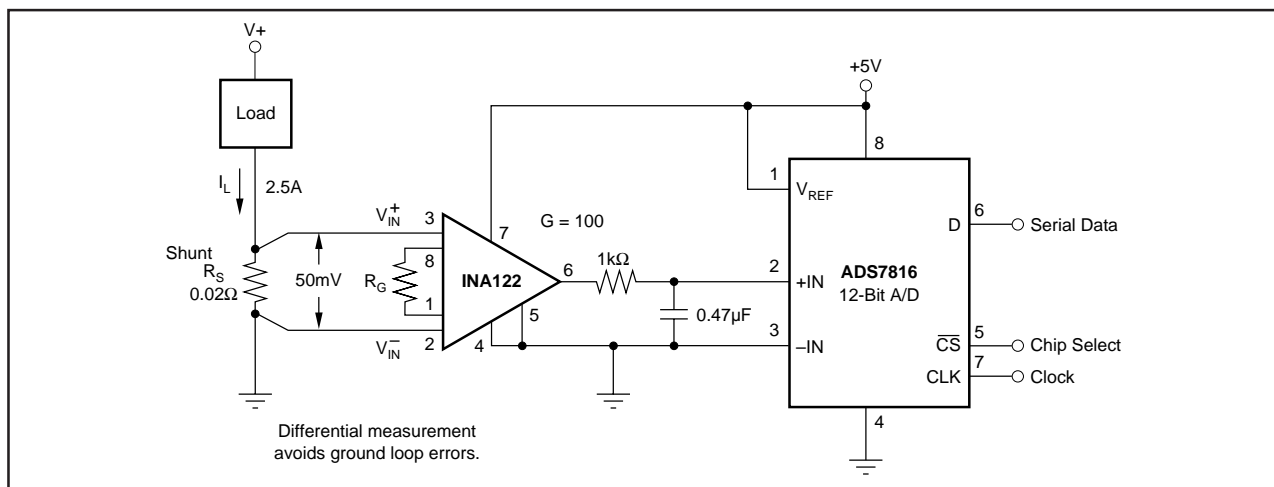 V+
Load
I_L
2.5A
Shunt
R_S
0.02Ω
50mV
V_IN^+
V_IN^–
3
8
R_G
1
2
INA122
7
G = 100
6
5
4
1kΩ
0.47µF
+5V
8
1
V_REF
2
+IN
3
–IN
ADS7816
12-Bit A/D
D
6
Serial Data
C̅S̅
5
Chip Select
CLK
7
Clock
4
Differential measurement
avoids ground loop errors.